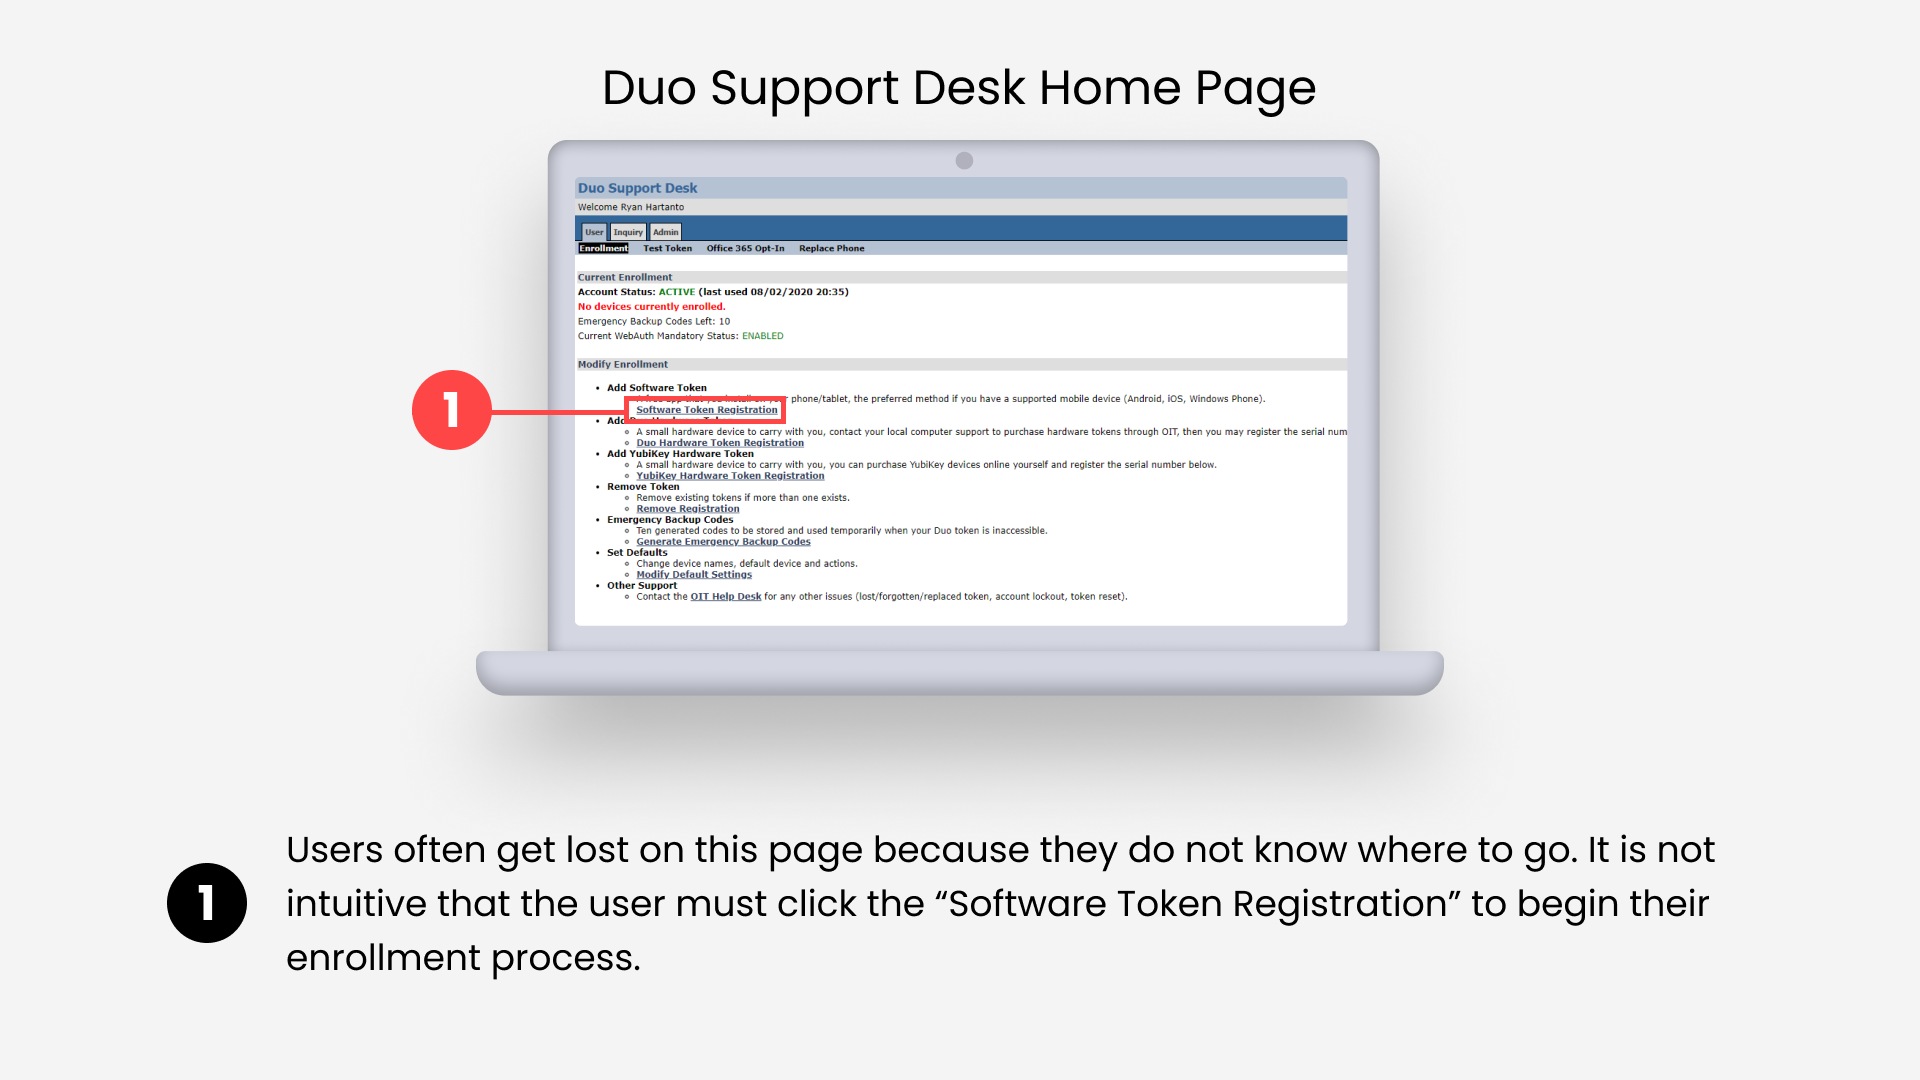 Duo Support Desk Home Page
Duo Support Desk
Welcome Ryan Hartanto
User Inquiry Admin
Enrollment Test Token Office 365 Opt-In Replace Phone
Current Enrollment
Account Status: ACTIVE (last used 08/02/2020 20:35)
No devices currently enrolled.
Emergency Backup Codes Left: 10
Current WebAuth Mandatory Status: ENABLED
Modify Enrollment
Add Software Token
phone/tablet, the preferred method if you have a supported mobile device (Android, iOS, Windows Phone).
1
Software Token Registration
Add
A small hardware device to carry with you, contact your local computer support to purchase hardware tokens through OIT, then you may register the serial num
Duo Hardware Token Registration
Add YubiKey Hardware Token
A small hardware device to carry with you, you can purchase YubiKey devices online yourself and register the serial number below.
YubiKey Hardware Token Registration
Remove Token
Remove existing tokens if more than one exists.
Remove Registration
Emergency Backup Codes
Ten generated codes to be stored and used temporarily when your Duo token is inaccessible.
Generate Emergency Backup Codes
Set Defaults
Change device names, default device and actions.
Modify Default Settings
Other Support
Contact the OIT Help Desk for any other issues (lost/forgotten/replaced token, account lockout, token reset).
1
Users often get lost on this page because they do not know where to go. It is not
intuitive that the user must click the “Software Token Registration” to begin their
enrollment process.